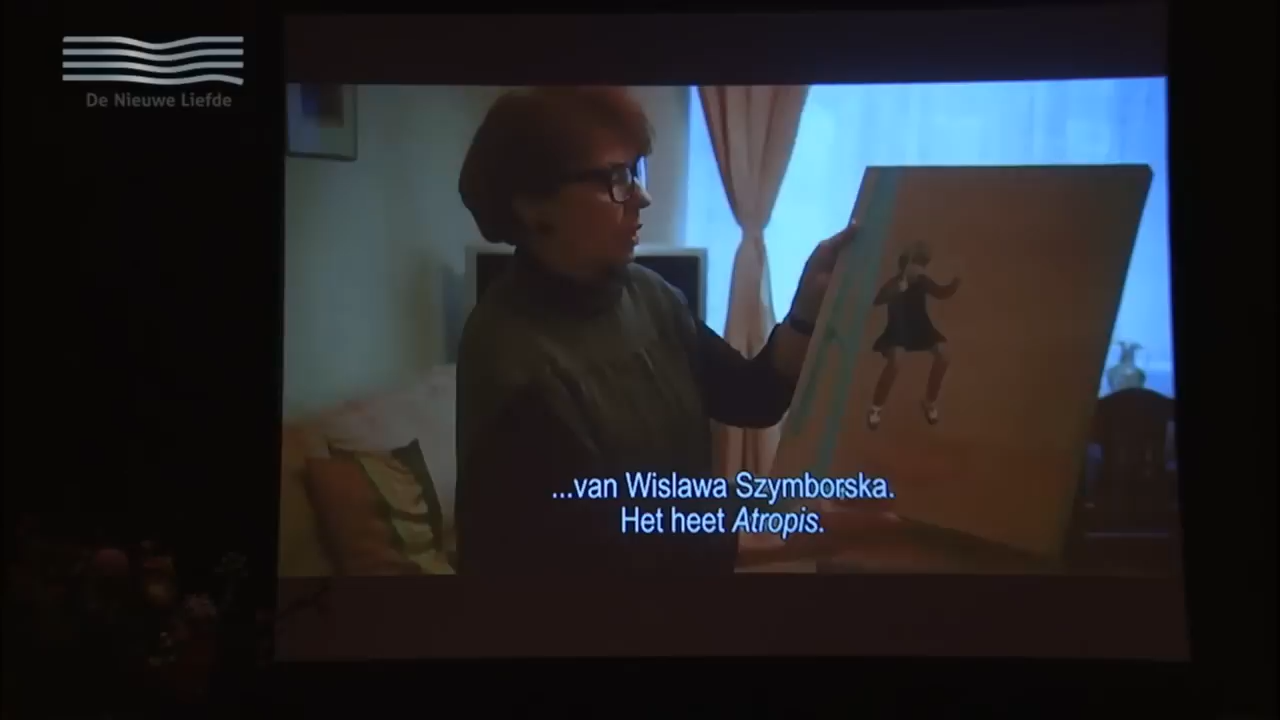 De Nieuwe Liefde
...van Wislawa Szymborska.
Het heet Atropis.